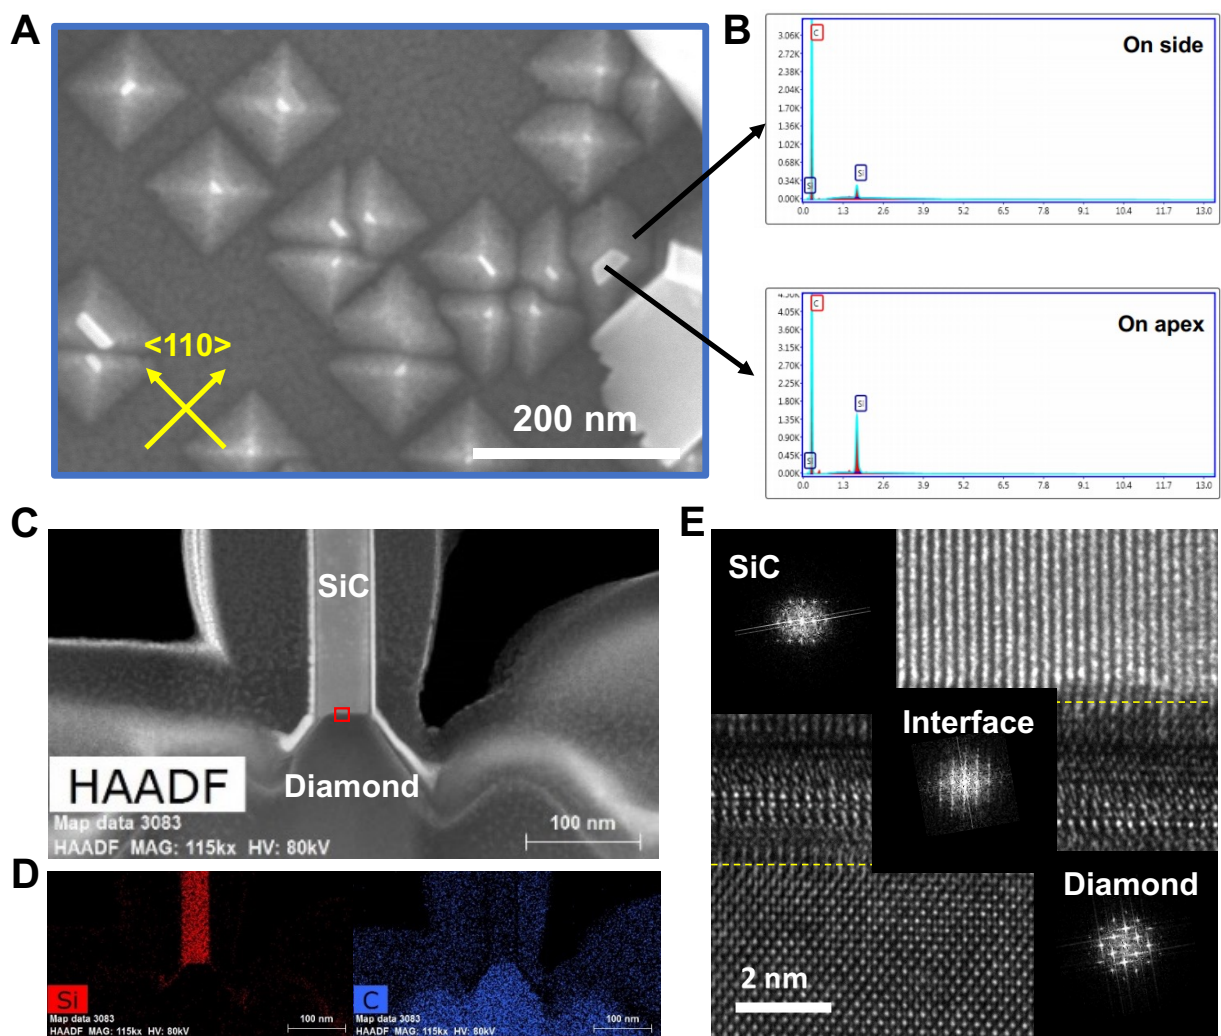 A
<110>
200 nm
B
On side
C
3.06K
2.72K
2.38K
2.04K
1.70K
1.36K
1.02K
0.68K
0.34K
0.00K
Si
Si
0.0 1.3 2.6 3.9 5.2 6.5 7.8 9.1 10.4 11.7 13.0
On apex
C
4.50K
4.05K
3.60K
3.15K
2.70K
2.25K
1.80K
1.35K
0.90K
0.45K
0.00K
Si
Si
0.0 1.3 2.6 3.9 5.2 6.5 7.8 9.1 10.4 11.7 13.0
C
SiC
Diamond
HAADF
Map data 3083
HAADF MAG: 115kx HV: 80kV
100 nm
D
Si
Map data 3083
HAADF MAG: 115kx HV: 80kV
100 nm
C
Map data 3083
HAADF MAG: 115kx HV: 80kV
100 nm
E
SiC
Interface
Diamond
2 nm